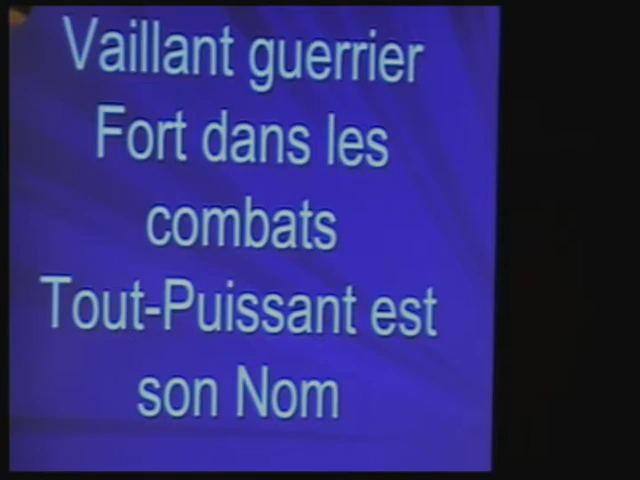 Vaillant guerrier
Fort dans les
combats
Tout-Puissant est
son Nom